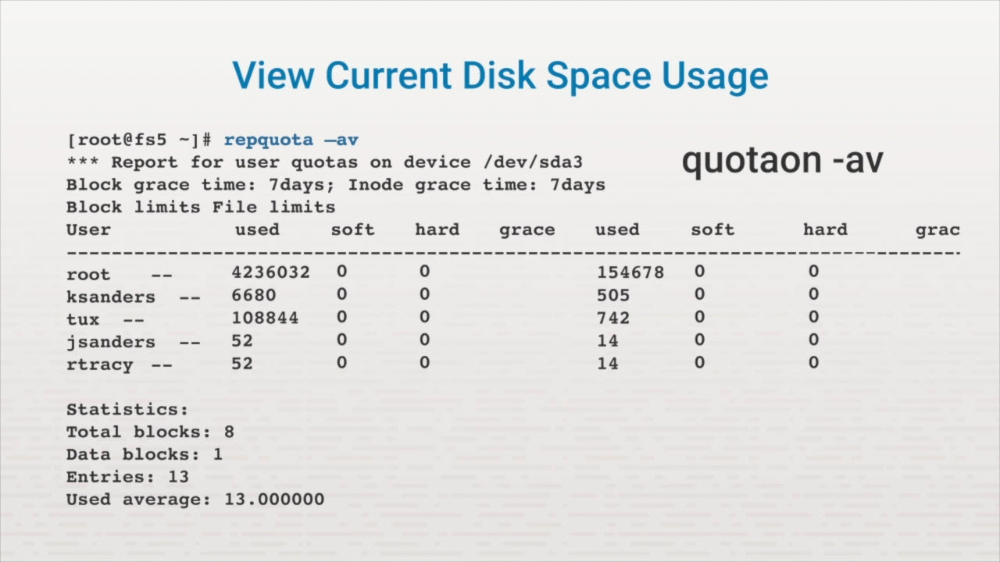 View Current Disk Space Usage
[root@fs5 ~]# repquota –av
quotaon -av
*** Report for user quotas on device /dev/sda3
Block grace time: 7days; Inode grace time: 7days
Block limits File limits
User used soft hard grace used soft hard grac
--------------------------------------------------------------------------------
root -- 4236032 0 0 154678 0 0
ksanders -- 6680 0 0 505 0 0
tux -- 108844 0 0 742 0 0
jsanders -- 52 0 0 14 0 0
rtracy -- 52 0 0 14 0 0
Statistics:
Total blocks: 8
Data blocks: 1
Entries: 13
Used average: 13.000000